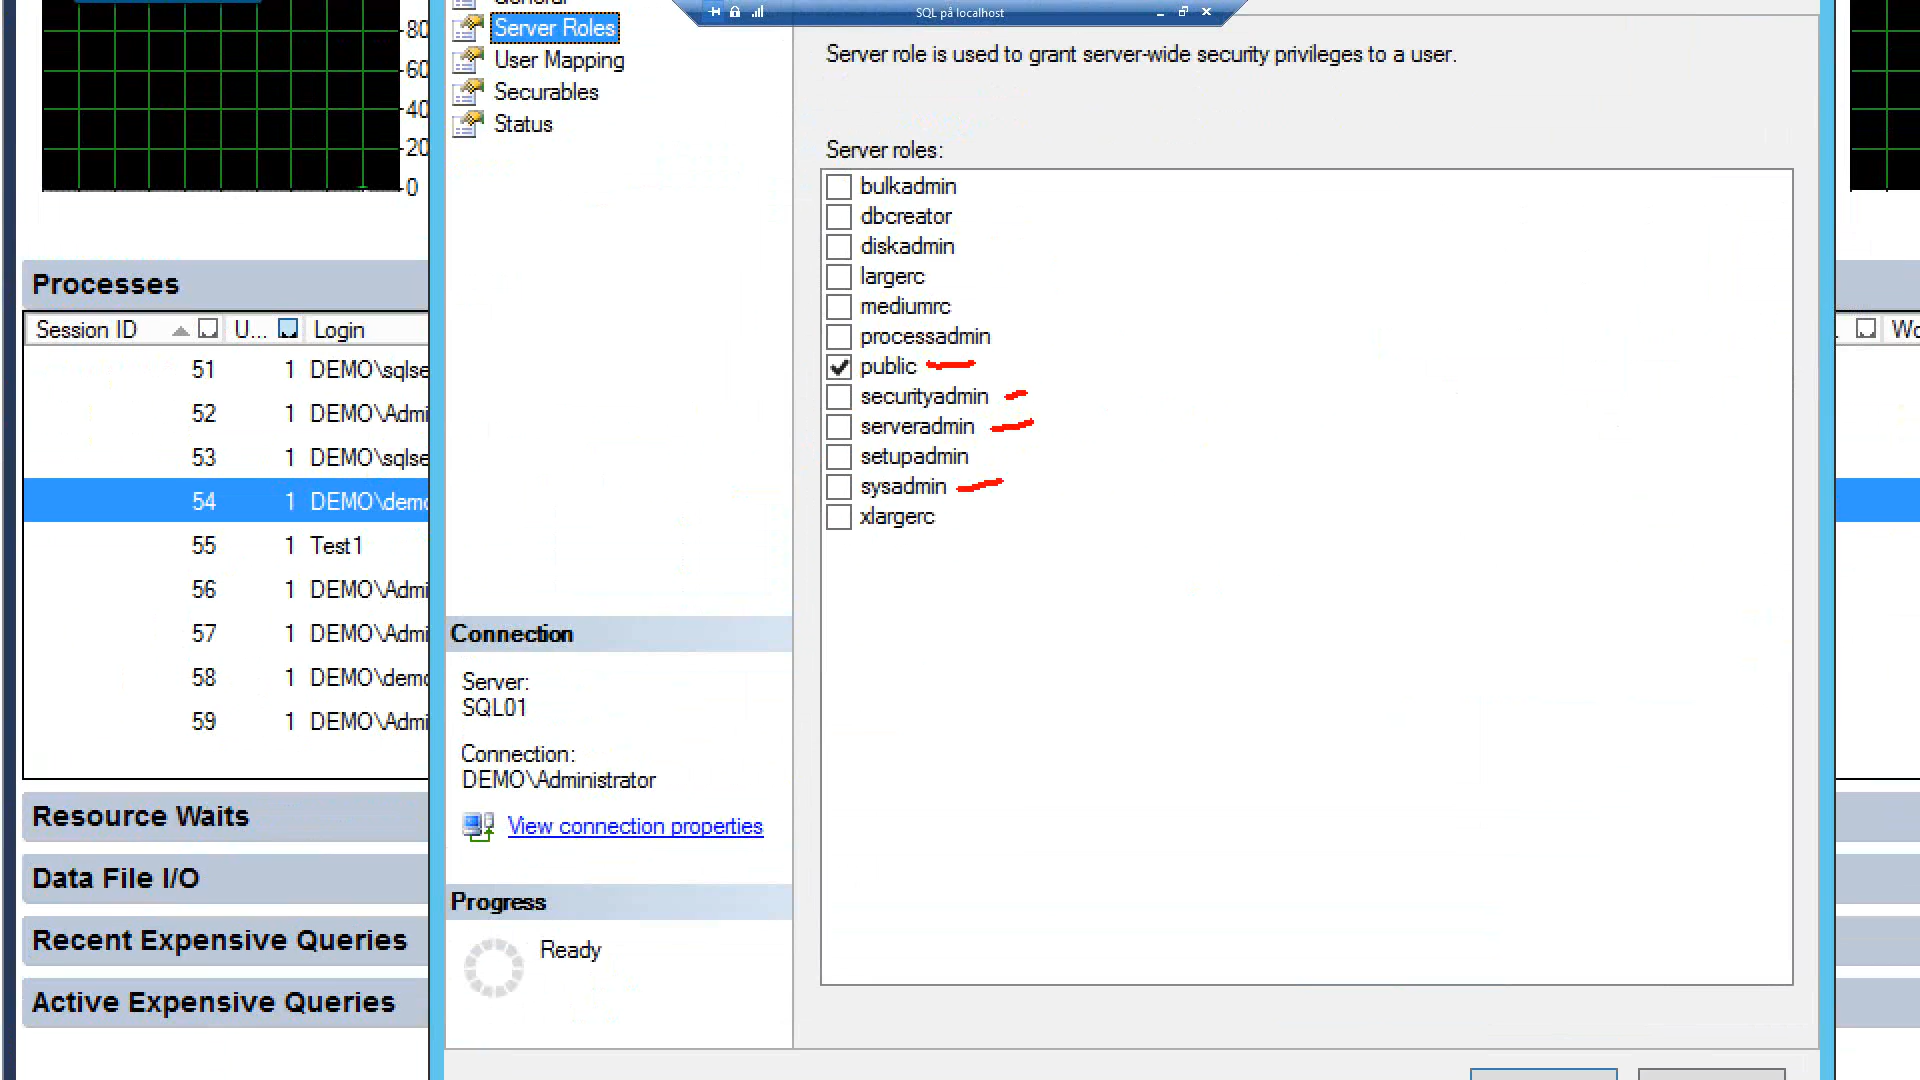 SQL på localhost
80
60
40
20
0
Server Roles
User Mapping
Securables
Status
Server role is used to grant server-wide security privileges to a user.
Server roles:
bulkadmin
dbcreator
diskadmin
largerc
mediumrc
processadmin
public
securityadmin
serveradmin
setupadmin
sysadmin
xlargerc
Processes
Session ID U... Login
51 1 DEMO\sqlse
52 1 DEMO\Admi
53 1 DEMO\sqlse
54 1 DEMO\demo
55 1 Test1
56 1 DEMO\Admi
57 1 DEMO\Admi
58 1 DEMO\demo
59 1 DEMO\Admi
Resource Waits
Data File I/O
Recent Expensive Queries
Active Expensive Queries
Connection
Server:
SQL01
Connection:
DEMO\Administrator
View connection properties
Progress
Ready